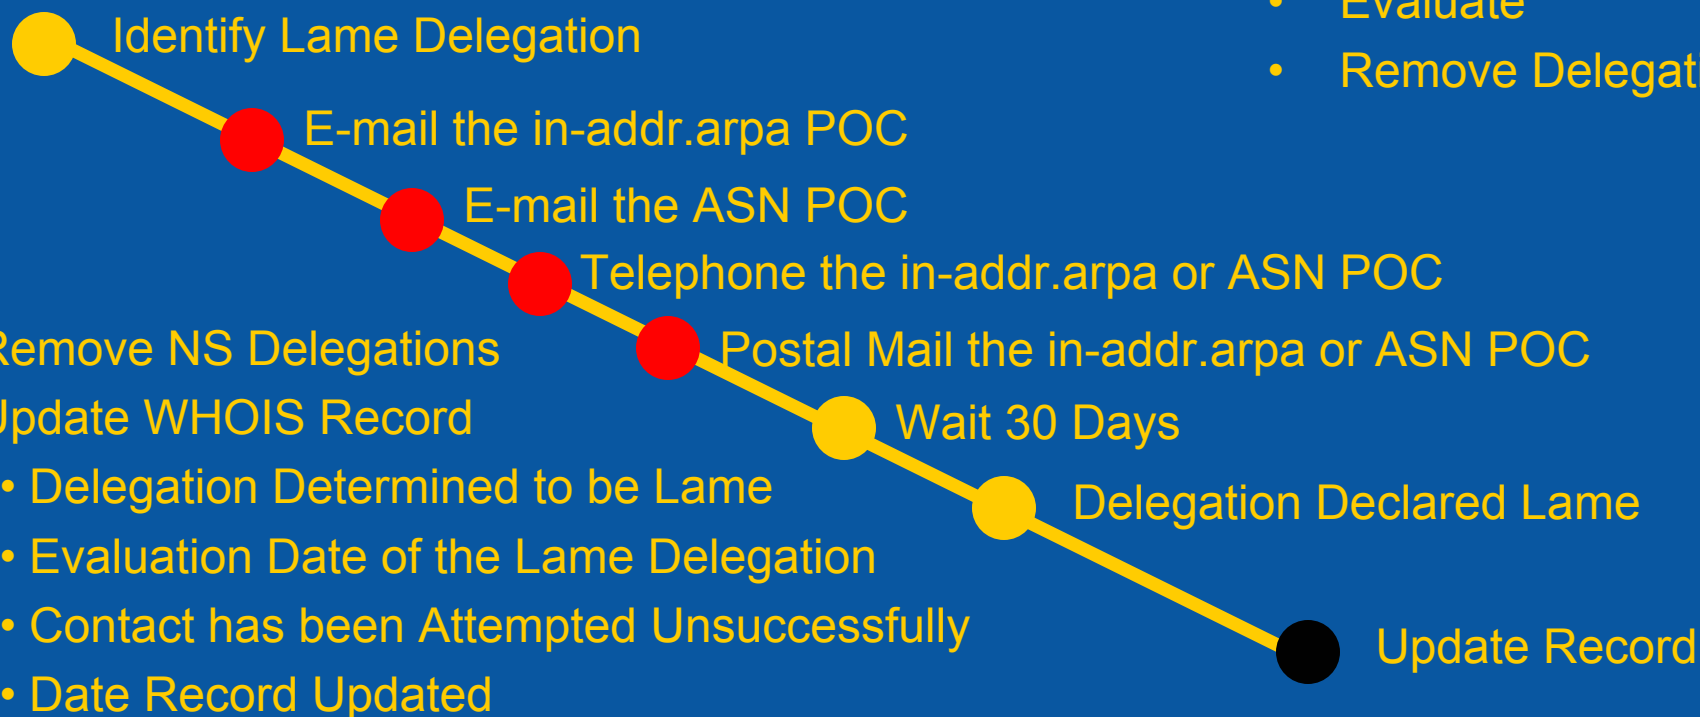 Evaluate
Identify Lame Delegation
• Remove
E-mail the in-addr.arpa POC
E-mail the ASN POC
Telephone the in-addr.arpa or ASN POC
Remove NS Delegations
Postal Mail the in-addr.arpa or ASN POC
Update WHOIS Record
Wait 30 Days
• Delegation Determined to be Lame
Delegation Declared Lame
• Evaluation Date of the Lame Delegation
• Contact has been Attempted Unsuccessfully
Update Record
• Date Record Updated